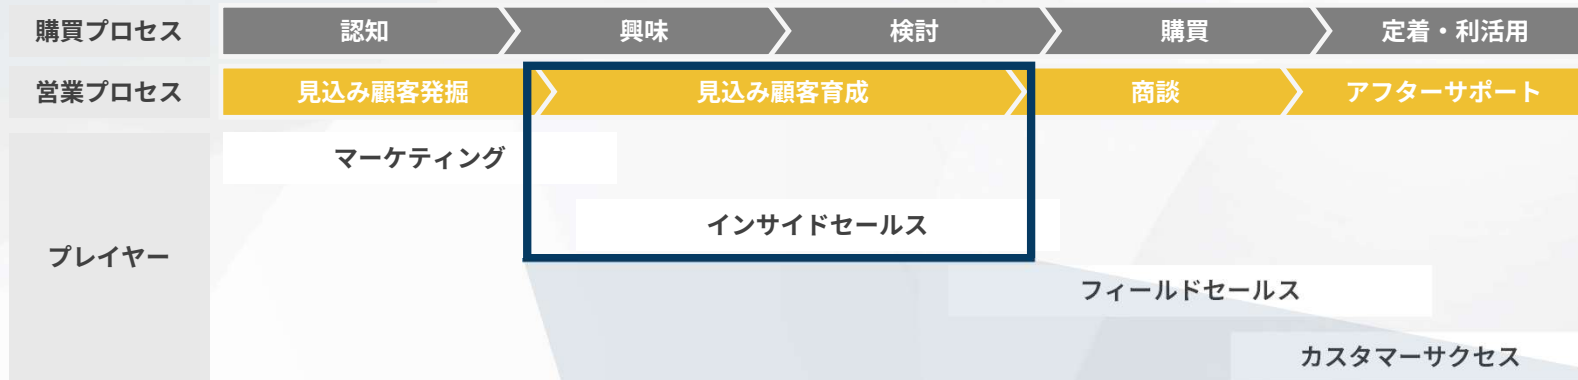 購買プロセス 認知 興味 検討 購買 定着・利活用
営業プロセス 見込み顧客発掘 見込み顧客育成 商談 アフターサポート
マーケティング
インサイドセールス
プレイヤー
フィールドセールス
カスタマーサクセス